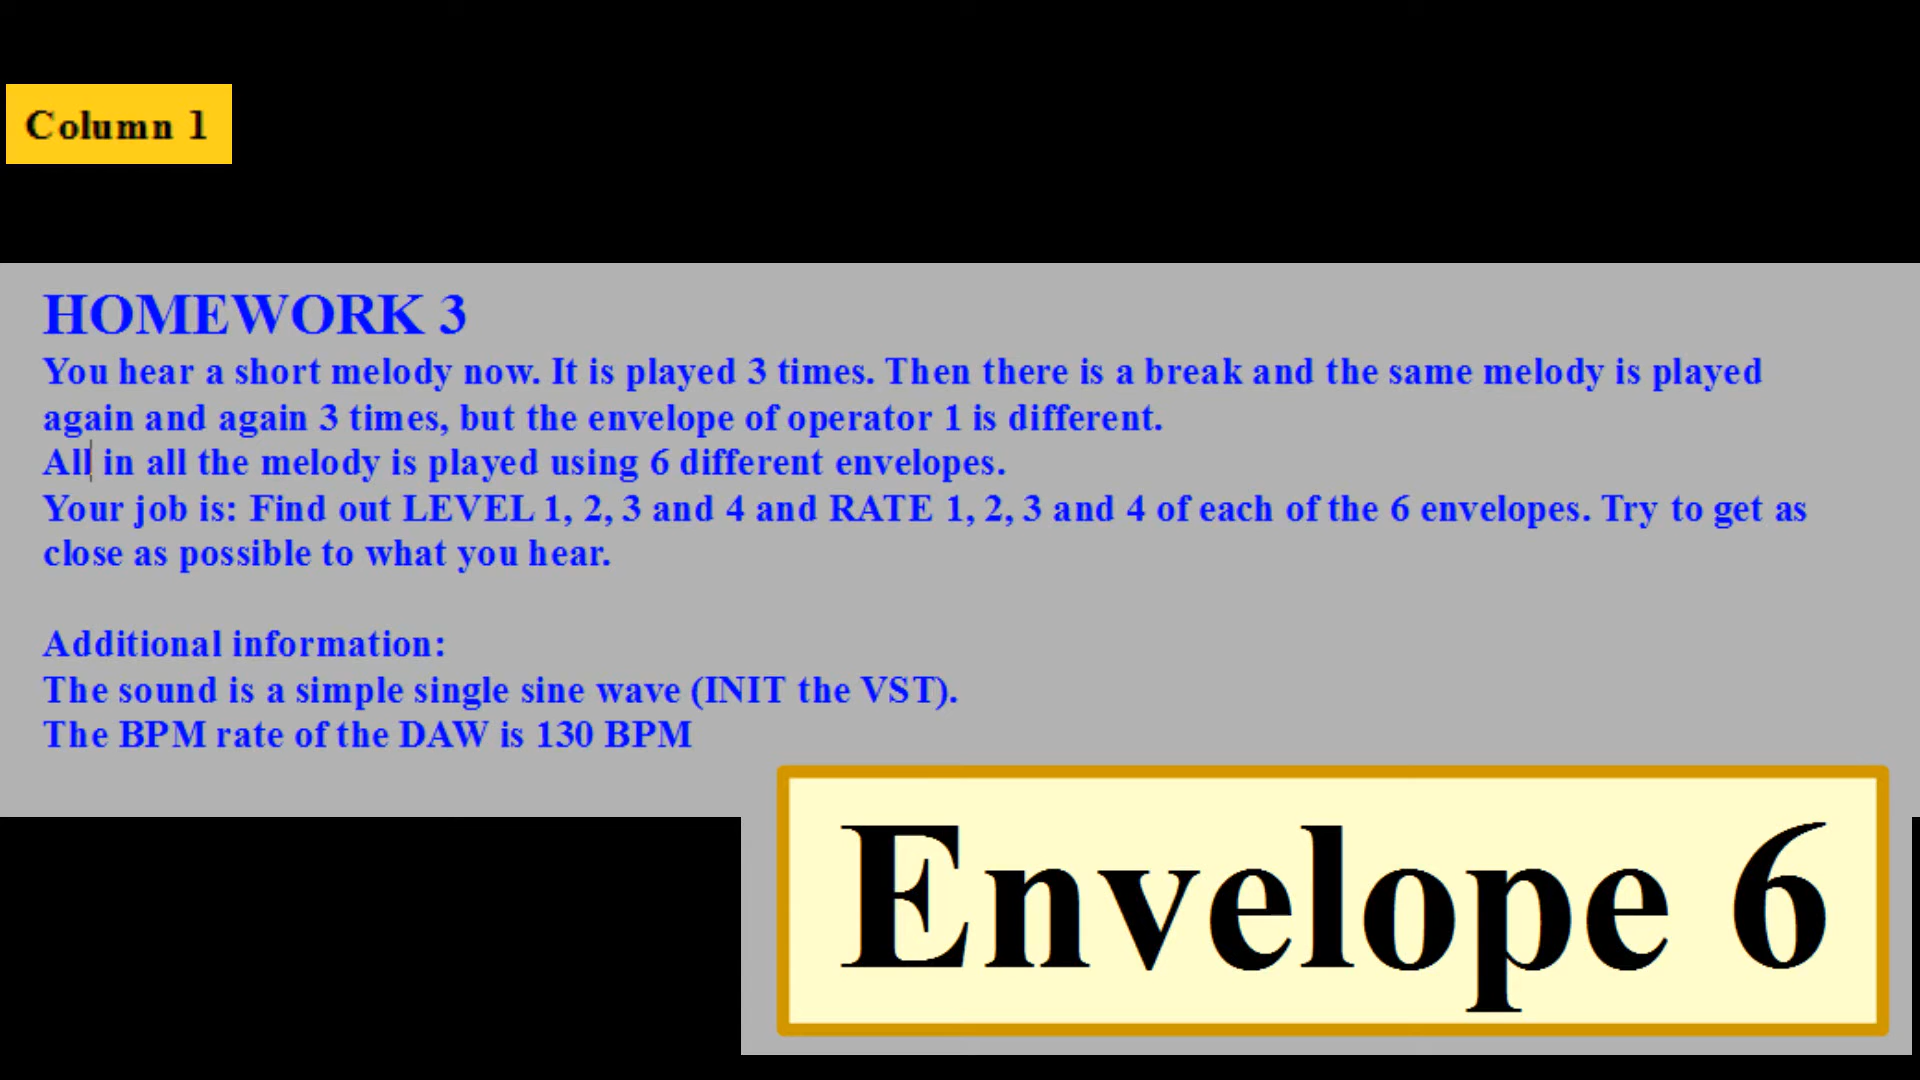 Column 1
HOMEWORK 3
You hear a short melody now. It is played 3 times. Then there is a break and the same melody is played
again and again 3 times, but the envelope of operator 1 is different.
All in all the melody is played using 6 different envelopes.
Your job is: Find out LEVEL 1, 2, 3 and 4 and RATE 1, 2, 3 and 4 of each of the 6 envelopes. Try to get as
close as possible to what you hear.
Additional information:
The sound is a simple single sine wave (INIT the VST).
The BPM rate of the DAW is 130 BPM
Envelope 6